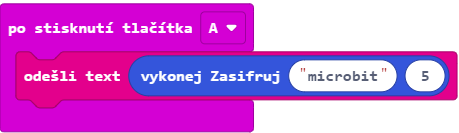 po stisknutí tlačítka A
odešli text vykonej Zasifruj "microbit" 5